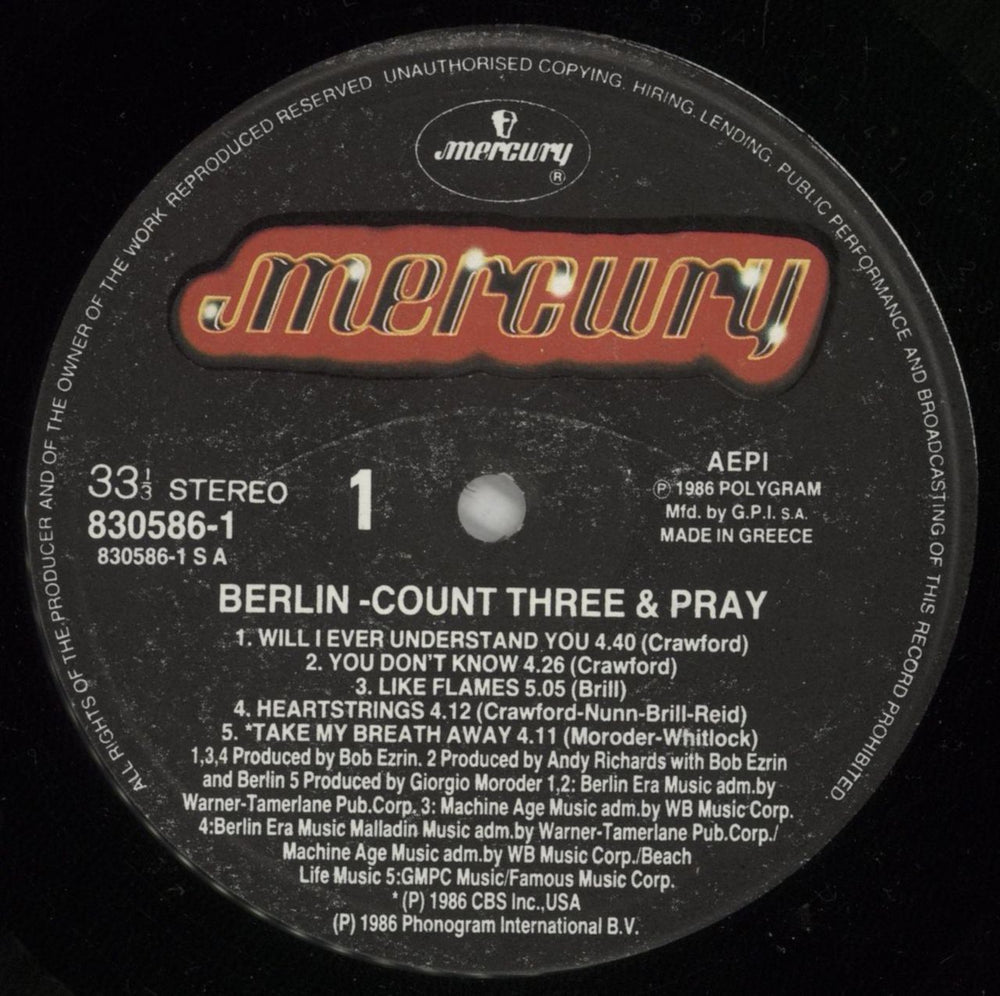 ALL RIGHTS OF THE PRODUCER AND OF THE OWNER OF THE WORK REPRODUCED RESERVED UNAUTHORISED COPYING. HIRING. LENDING. PUBLIC PERFORMANCE AND BROADCASTING OF THIS RECORD PROHIBITED.
mercury
®
mercury
33⅓ STEREO
830586-1
830586-1 S A
1
AEPI
℗ 1986 POLYGRAM
Mfd. by G.P.I. S.A.
MADE IN GREECE
BERLIN -COUNT THREE & PRAY
1. WILL I EVER UNDERSTAND YOU 4.40 (Crawford)
2. YOU DON'T KNOW 4.26 (Crawford)
3. LIKE FLAMES 5.05 (Brill)
4. HEARTSTRINGS 4.12 (Crawford-Nunn-Brill-Reid)
5. *TAKE MY BREATH AWAY 4.11 (Moroder-Whitlock)
1,3,4 Produced by Bob Ezrin. 2 Produced by Andy Richards with Bob Ezrin
and Berlin 5 Produced by Giorgio Moroder 1,2: Berlin Era Music adm.by
Warner-Tamerlane Pub.Corp. 3: Machine Age Music adm.by WB Music Corp.
4:Berlin Era Music Malladin Music adm.by Warner-Tamerlane Pub.Corp./
Machine Age Music adm.by WB Music Corp./Beach
Life Music 5:GMPC Music/Famous Music Corp.
* (P) 1986 CBS Inc.,USA
(P) 1986 Phonogram International B.V.